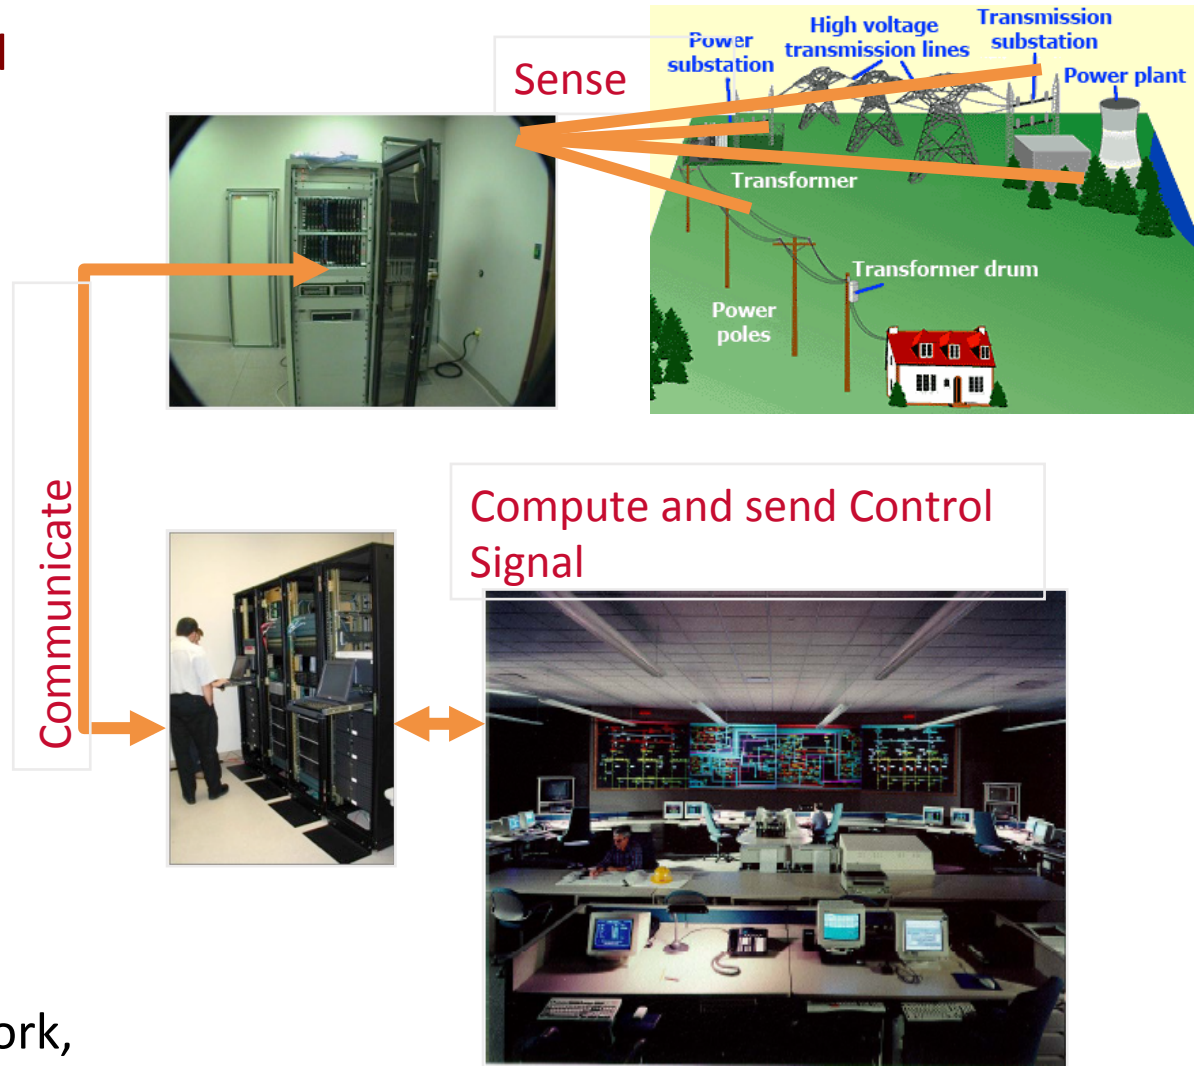 Sense
Power
substation
High voltage
transmission lines
Transmission
substation
Power plant
Transformer
Transformer drum
Power
poles
Communicate
Compute and send Control
Signal
ork,